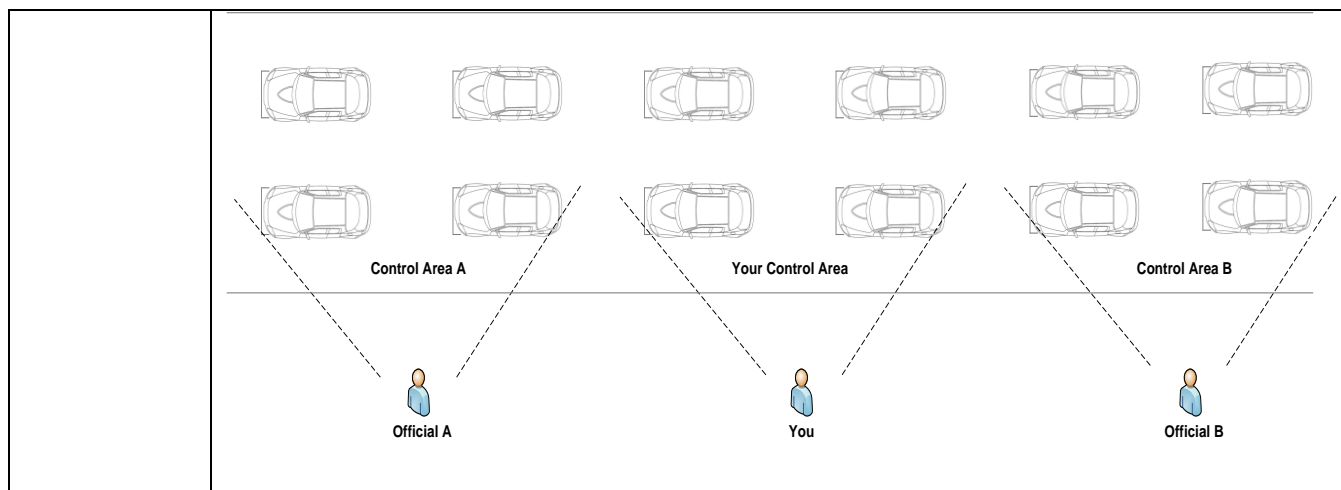 Control Area A
Your Control Area
Control Area B
Official A
You
Official B